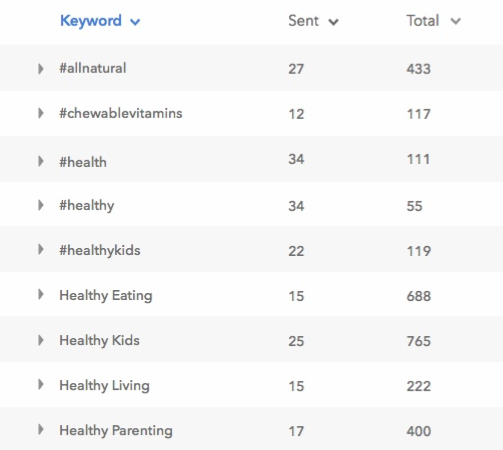 Keyword Sent Total
#allnatural 27 433
#chewablevitamins 12 117
#health 34 111
#healthy 34 55
#healthykids 22 119
Healthy Eating 15 688
Healthy Kids 25 765
Healthy Living 15 222
Healthy Parenting 17 400